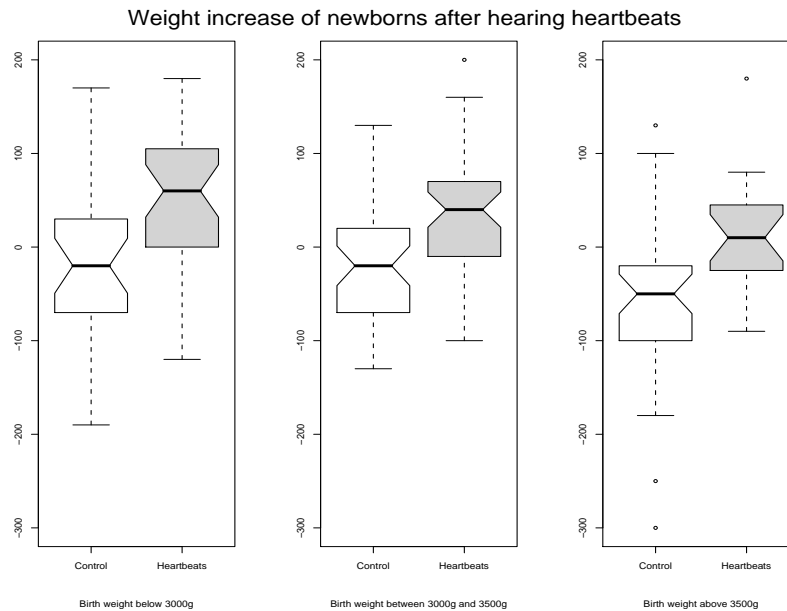 Weight increase of newborns after hearing heartbeats
200
100
0
−100
−200
−300
Control Heartbeats
Birth weight below 3000g
200
100
0
−100
−200
−300
Control Heartbeats
Birth weight between 3000g and 3500g
200
100
0
−100
−200
−300
Control Heartbeats
Birth weight above 3500g